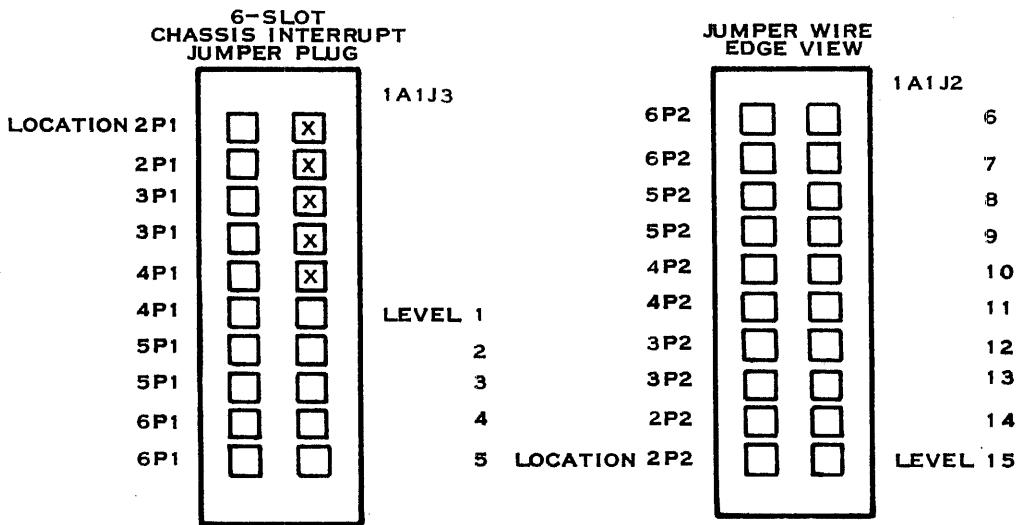 6-SLOT
CHASSIS INTERRUPT
JUMPER PLUG
1A1J3
LOCATION 2P1 X
2P1 X
3P1 X
3P1 X
4P1 X
4P1 LEVEL 1
5P1 2
5P1 3
6P1 4
6P1 5
JUMPER WIRE
EDGE VIEW
1A1J2
6P2 6
6P2 7
5P2 8
5P2 9
4P2 10
4P2 11
3P2 12
3P2 13
2P2 14
LOCATION 2P2 LEVEL 15